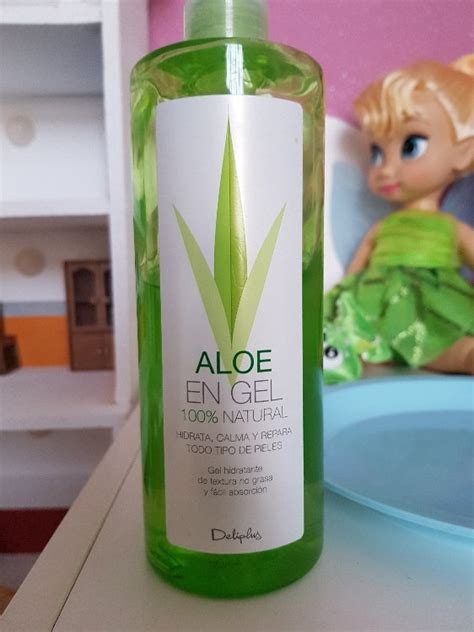 ALOE
EN GEL
100% NATURAL
HIDRATA, CALMA Y REPARA
TODO TIPO DE PIELES
Gel hidratante
de textura no grasa
y fácil absorción
Deliplus